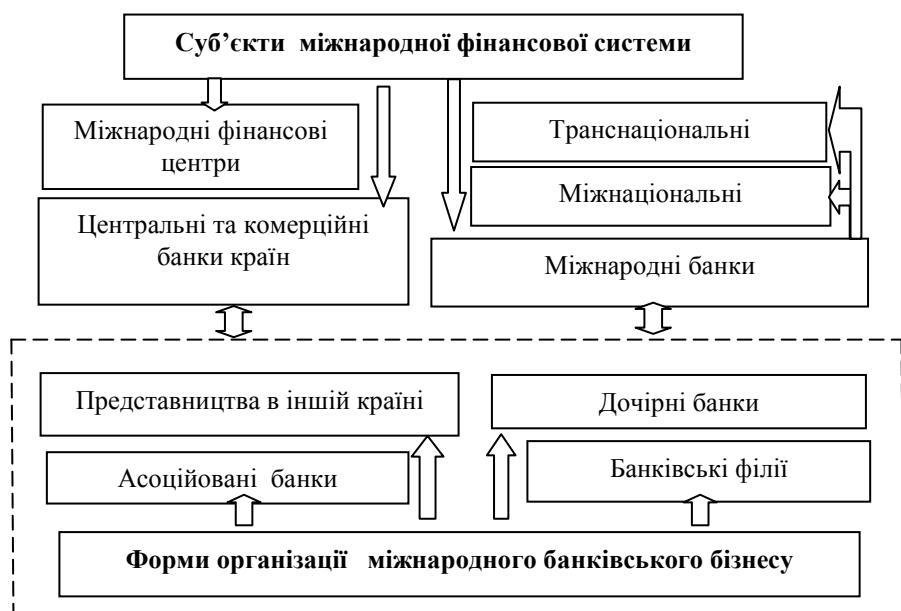 Суб’єкти міжнародної фінансової системи
Міжнародні фінансові
центри
Транснаціональні
Міжнаціональні
Центральні та комерційні
банки країн
Міжнародні банки
Представництва в іншій країні
Дочірні банки
Асоційовані банки
Банківські філії
Форми організації міжнародного банківського бізнесу